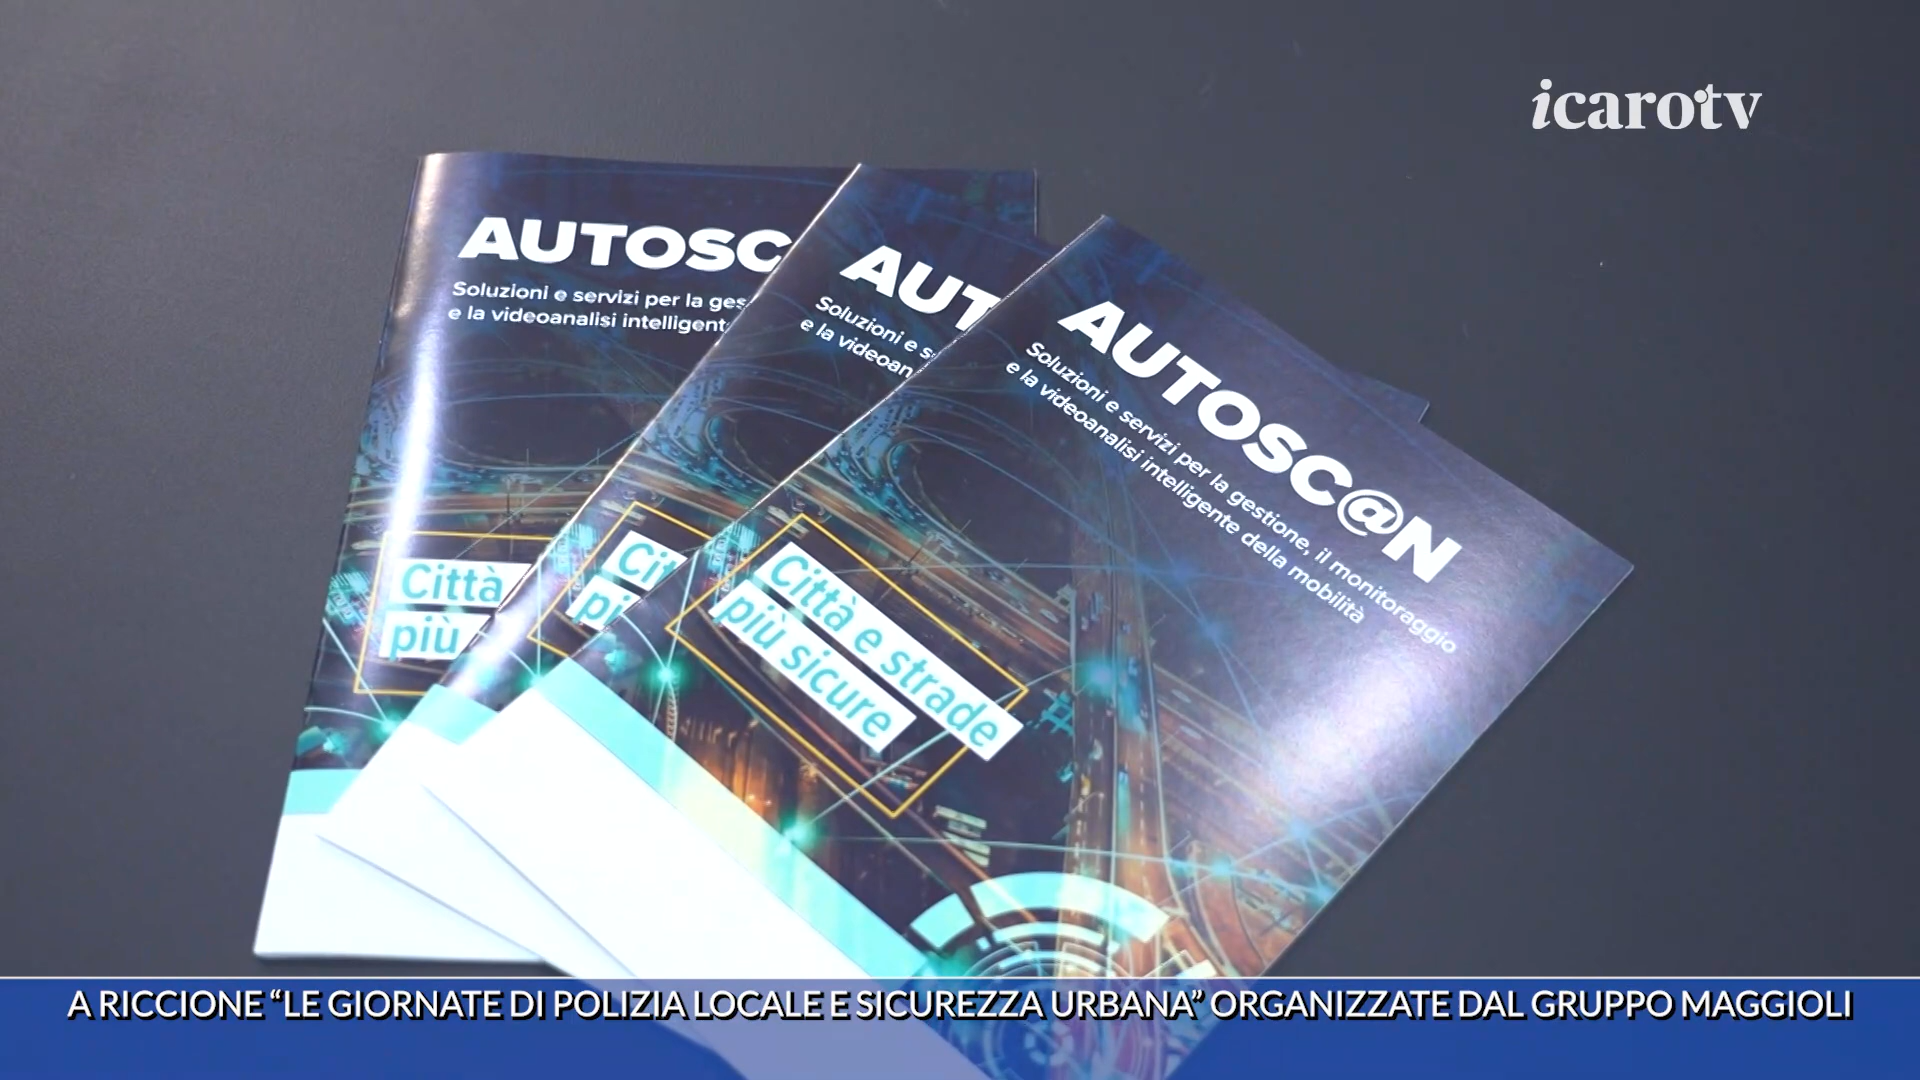 icarotv
AUTOSC
Soluzioni e servizi per la ges
e la videoanalisi intelligent
Città
più
AUT
Soluzioni e s
e la videoan
Cit
pi
AUTOSC@N
Soluzioni e servizi per la gestione, il monitoraggio
e la videoanalisi intelligente della mobilità
Città e strade
più sicure
A RICCIONE “LE GIORNATE DI POLIZIA LOCALE E SICUREZZA URBANA” ORGANIZZATE DAL GRUPPO MAGGIOLI